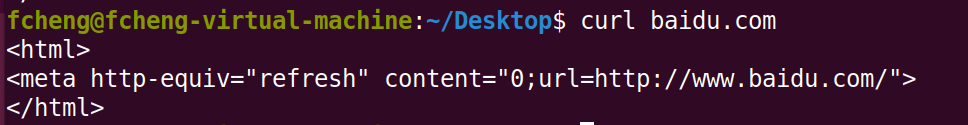 fcheng@fcheng-virtual-machine:~/Desktop$ curl baidu.com
<html>
<meta http-equiv="refresh" content="0;url=http://www.baidu.com/">
</html>